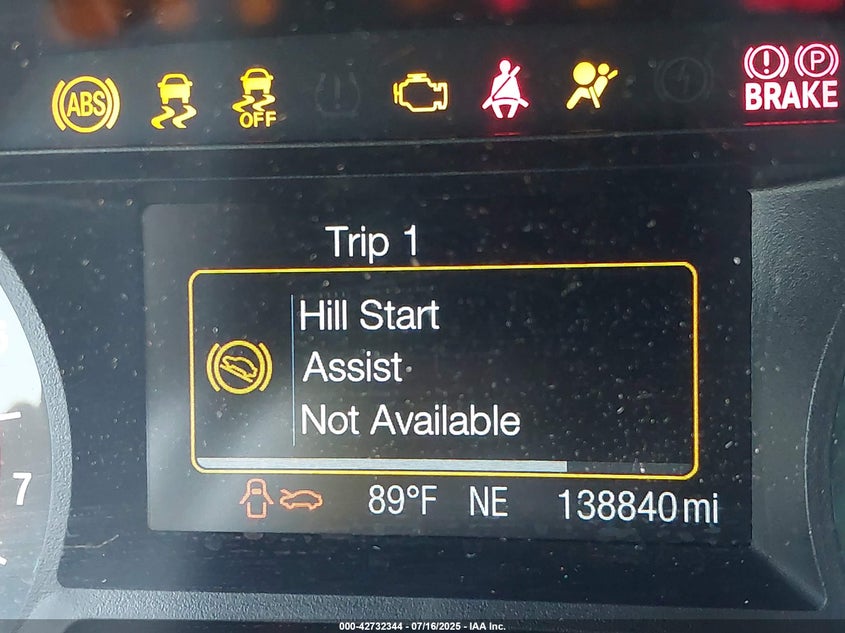 ABS
OFF
P
BRAKE
Trip 1
Hill Start
Assist
Not Available
7
89°F NE 138840 mi
000-42732344 - 07/16/2025 - IAA Inc.